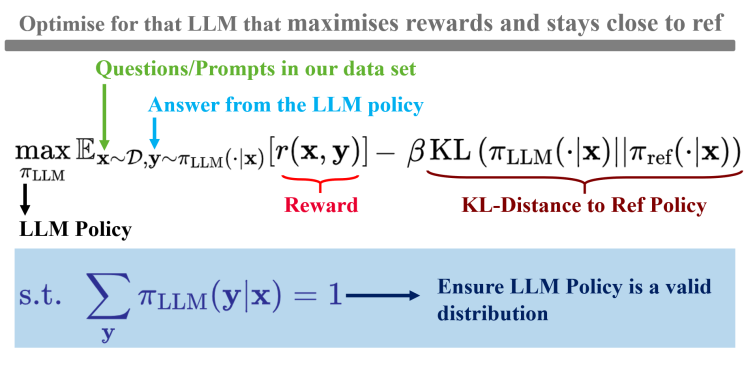 Optimise for that LLM that maximises rewards and stays close to ref
Questions/Prompts in our data set
Answer from the LLM policy
max π_LLM 𝔼_{x∼𝒟,y∼π_LLM(·|x)}[r(x, y)] − βKL (π_LLM(·|x)||π_ref(·|x))
Reward
KL-Distance to Ref Policy
LLM Policy
s.t. ∑_y π_LLM(y|x) = 1
Ensure LLM Policy is a valid
distribution